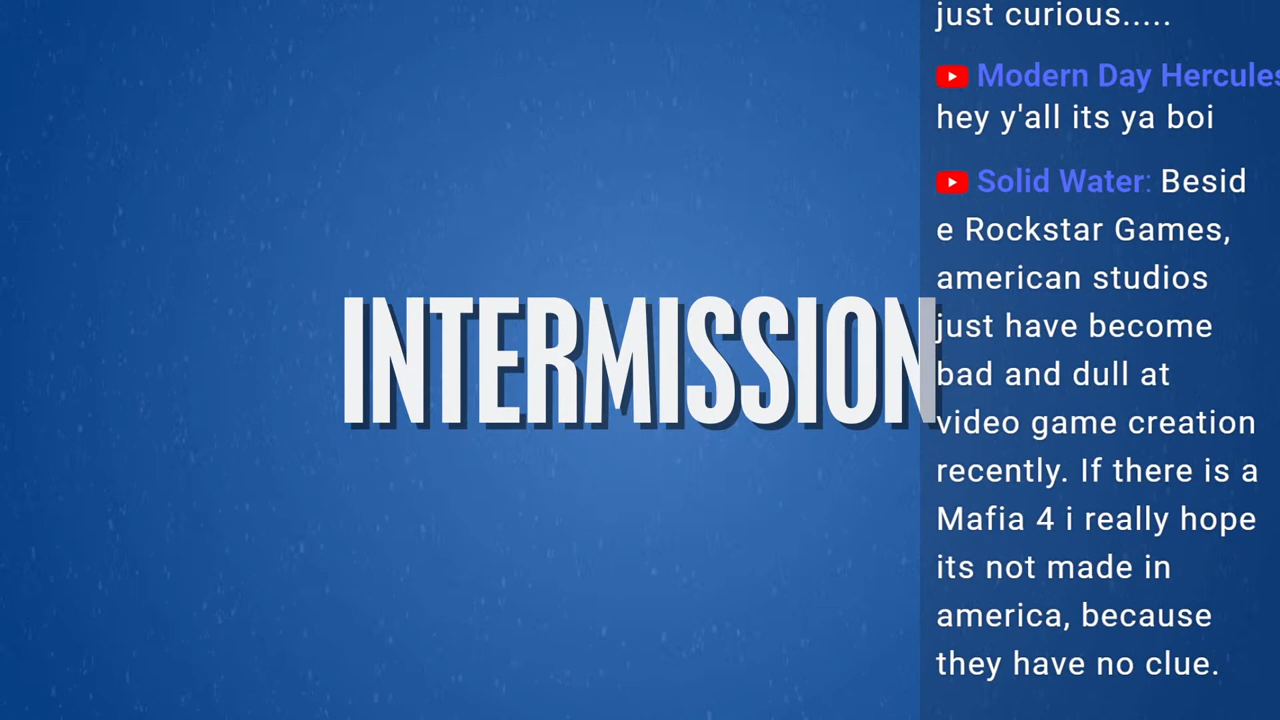 just curious.....
Modern Day Hercules
hey y'all its ya boi
Solid Water: Besid
e Rockstar Games,
american studios
just have become
bad and dull at
video game creation
recently. If there is a
Mafia 4 i really hope
its not made in
america, because
they have no clue.
INTERMISSION